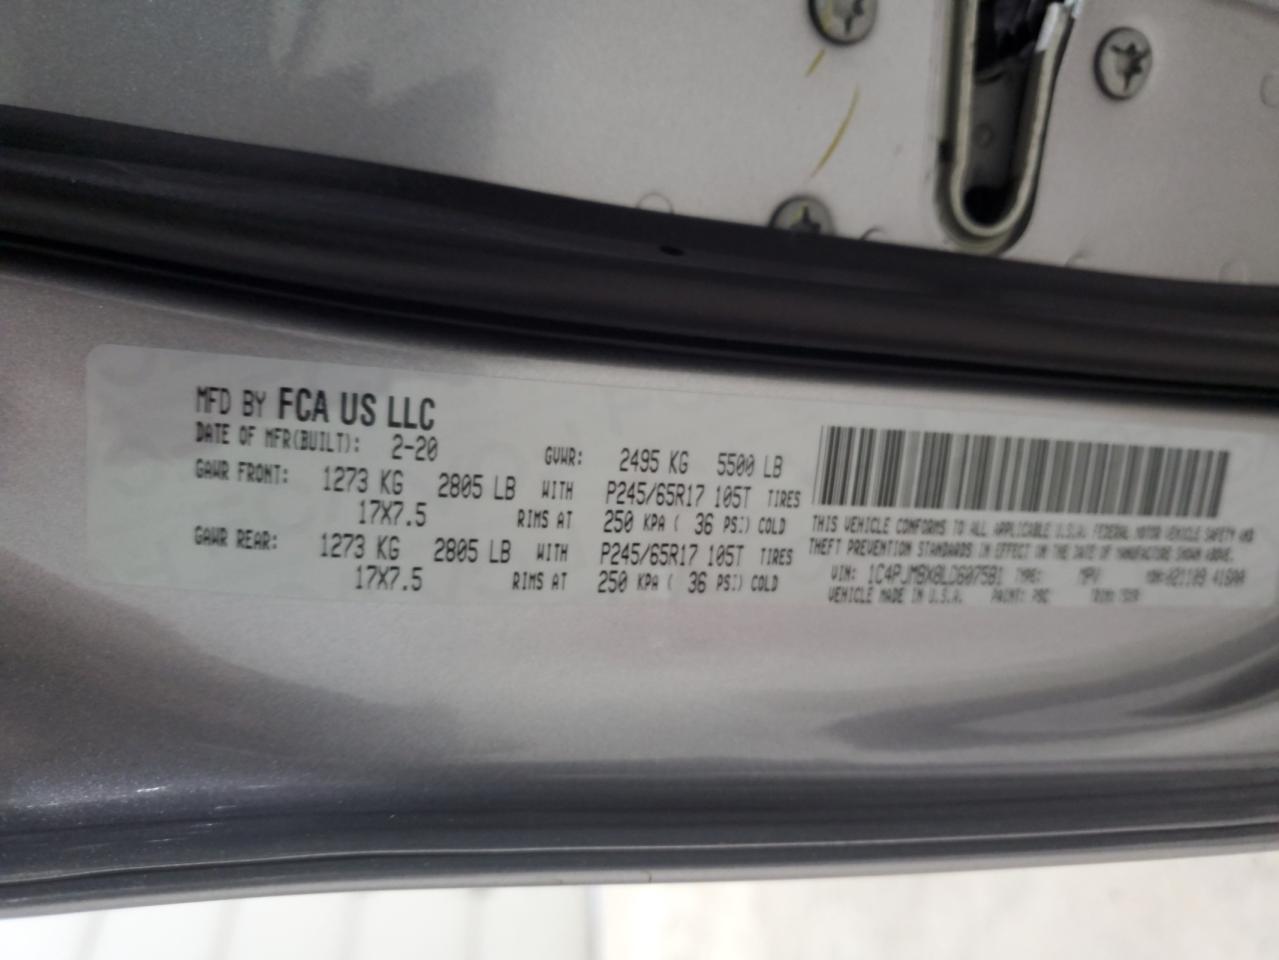 MFD BY FCA US LLC
DATE OF MFR(BUILT): 2-20 GVWR: 2495 KG 5500 LB
GAWR FRONT: 1273 KG 2805 LB WITH P245/65R17 105T TIRES
17X7.5 RIMS AT 250 KPA ( 36 PSI) COLD
GAWR REAR: 1273 KG 2805 LB WITH P245/65R17 105T TIRES
17X7.5 RIMS AT 250 KPA ( 36 PSI) COLD
THIS VEHICLE CONFORMS TO ALL APPLICABLE U.S.A. FEDERAL MOTOR VEHICLE SAFETY AND
THEFT PREVENTION STANDARDS IN EFFECT ON THE DATE OF MANUFACTURE SHOWN ABOVE.
VIN: TYPE: MPV
VEHICLE MADE IN U.S.A. PAINT: